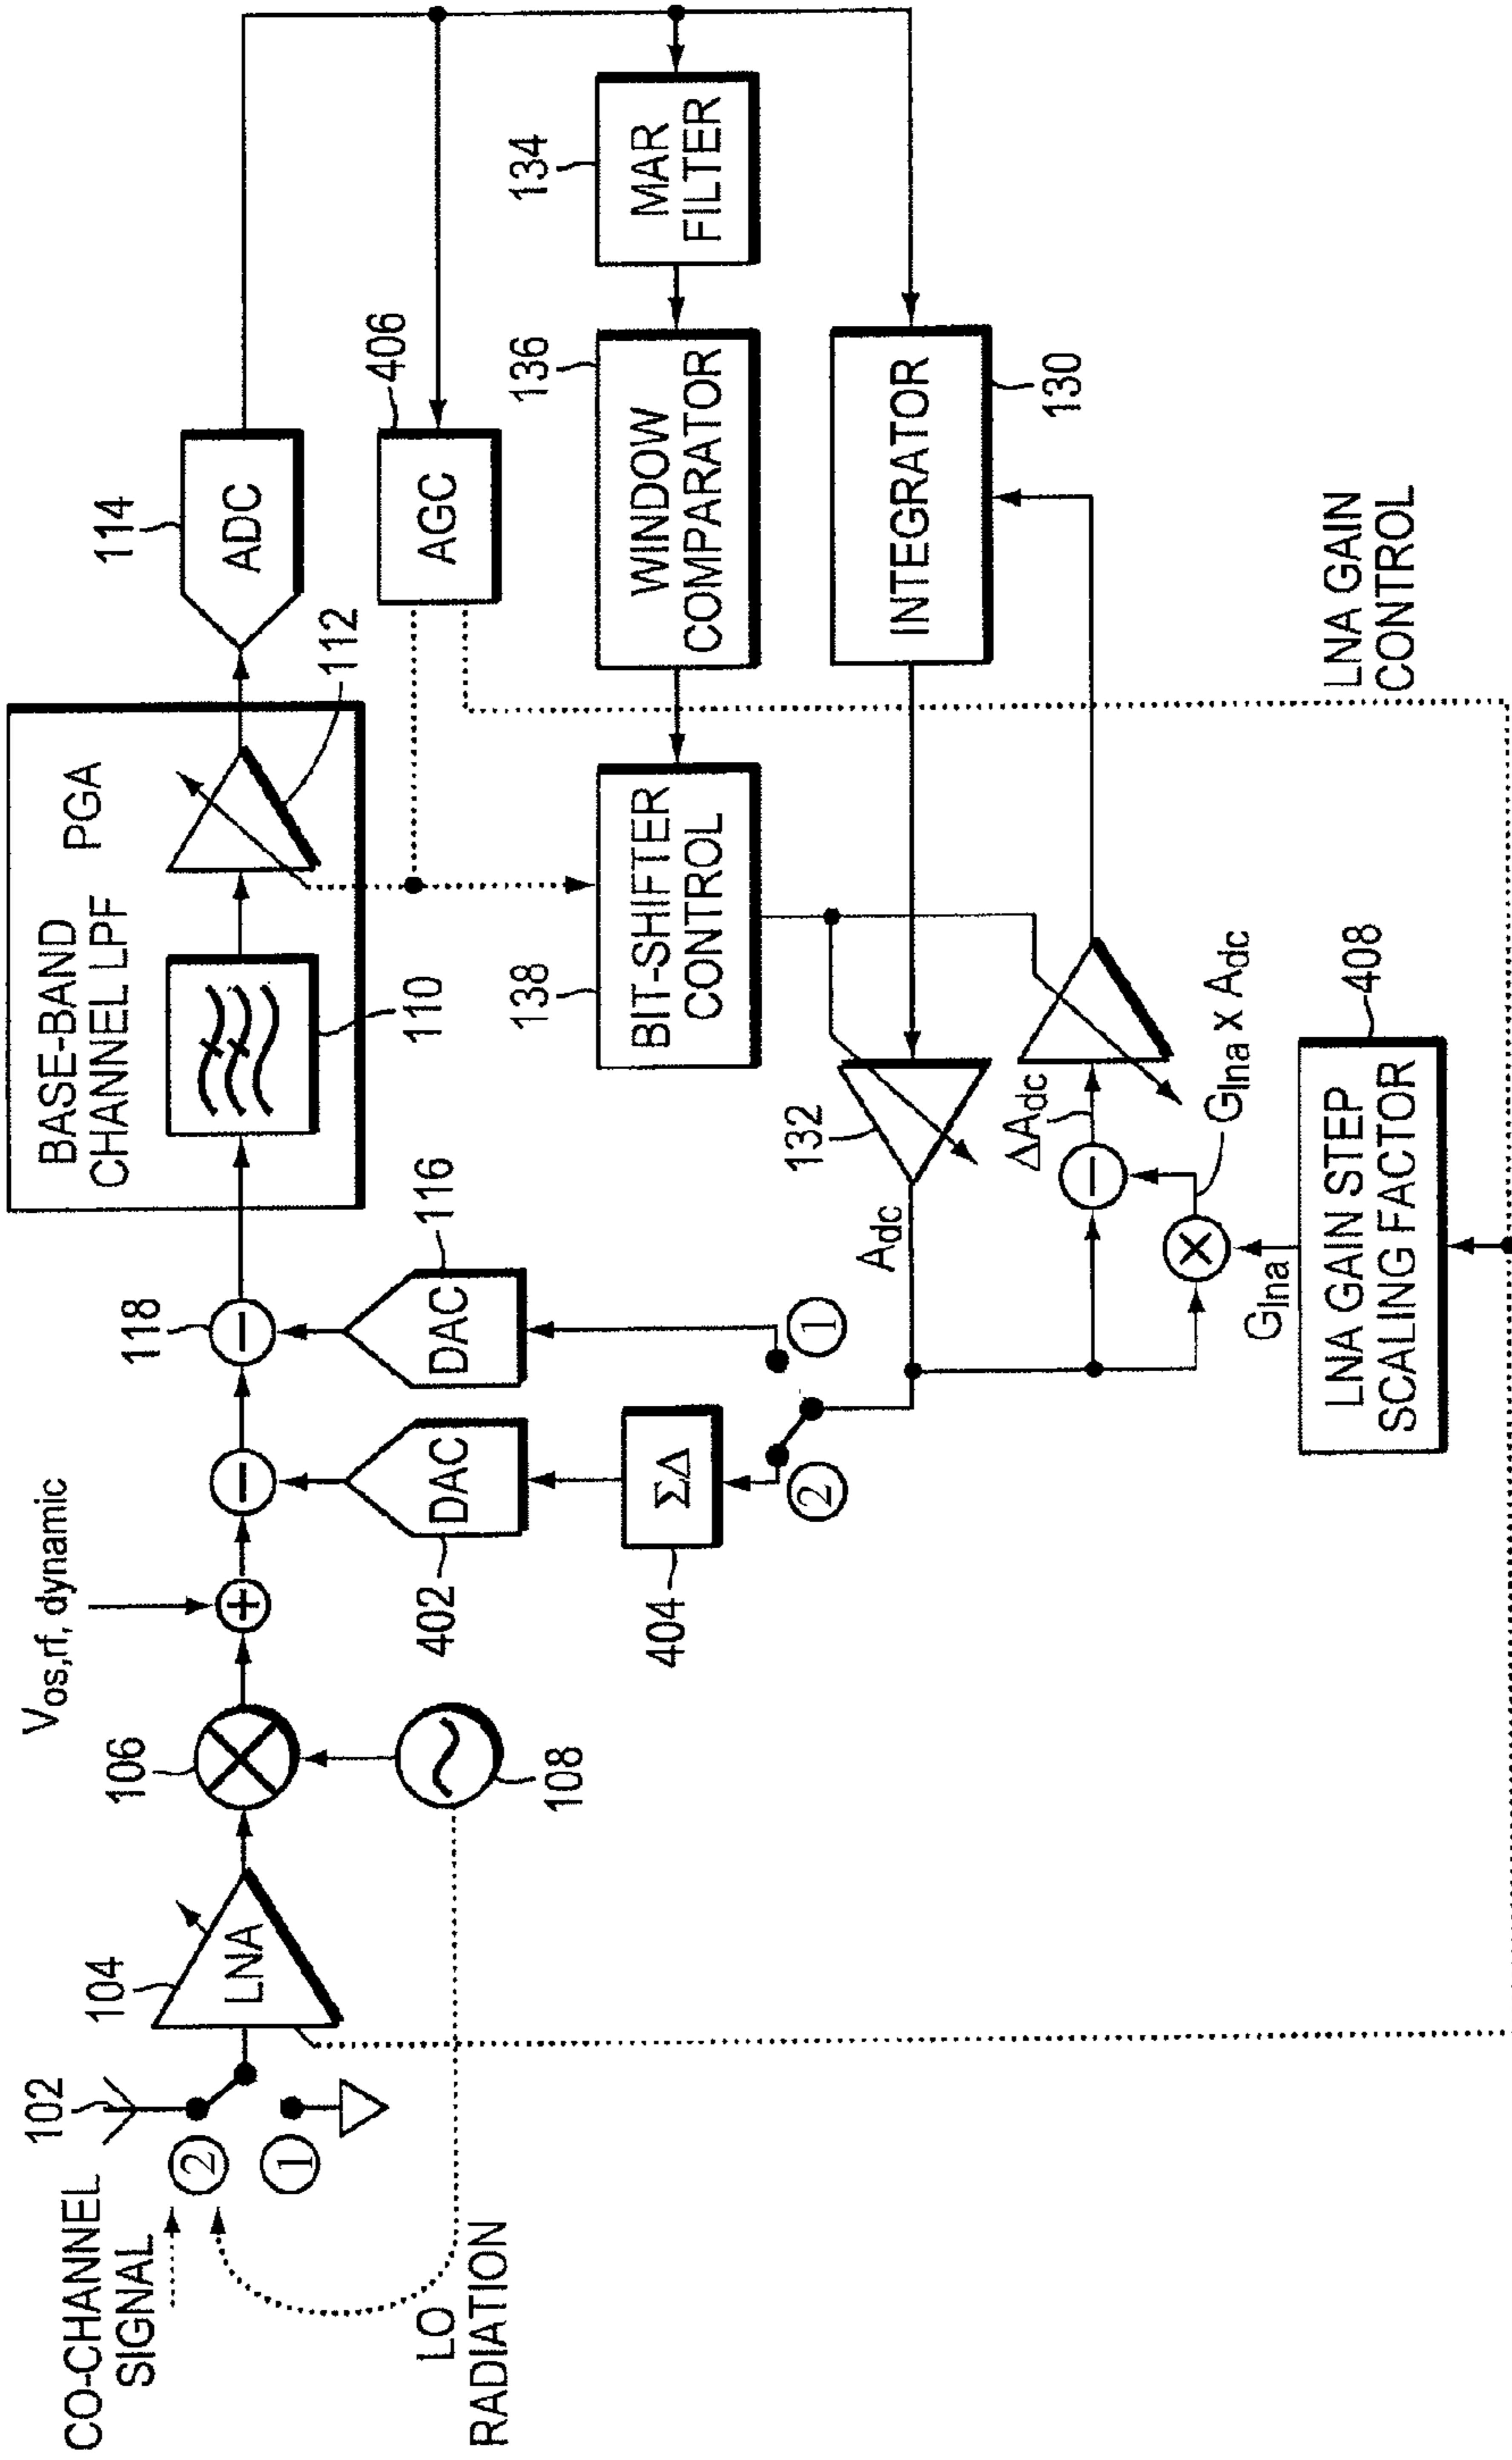 CO-CHANNEL
SIGNAL
102
②
①
LO
RADIATION
104
LNA
106
108
Vos,rf, dynamic
+
−
−
118
DAC
402
DAC
116
ΣΔ
404
②
①
BASE-BAND
CHANNEL LPF
PGA
110
112
114
ADC
406
AGC
134
MAR
FILTER
136
WINDOW
COMPARATOR
138
BIT-SHIFTER
CONTROL
INTEGRATOR
130
132
Adc
ΔAdc
−
×
Glna x Adc
Glna
LNA GAIN STEP
SCALING FACTOR
408
LNA GAIN
CONTROL